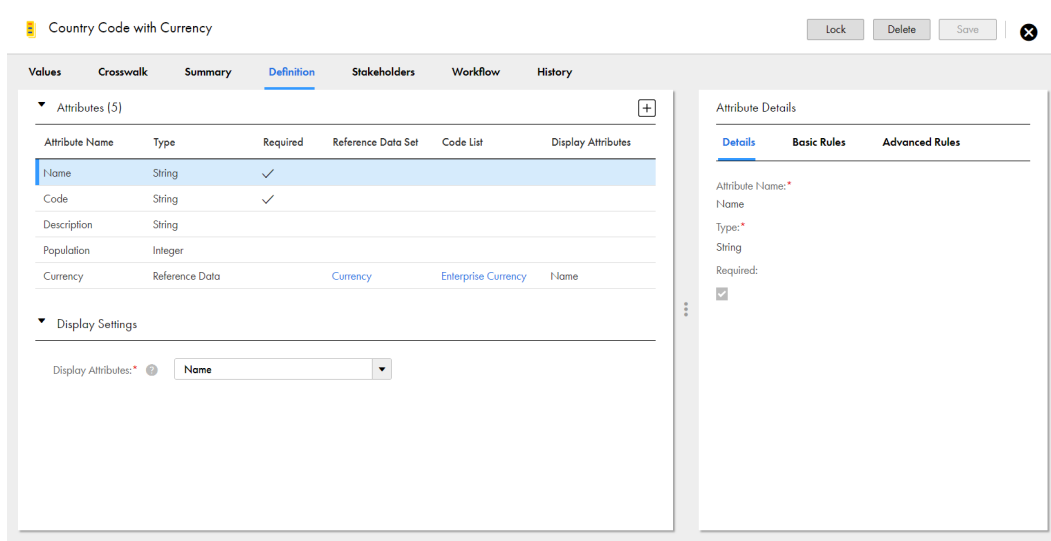 Country Code with Currency
Lock Delete Save
Values Crosswalk Summary Definition Stakeholders Workflow History
Attributes (5)
Attribute Name Type Required Reference Data Set Code List Display Attributes
Name String
Code String
Description String
Population Integer
Currency Reference Data Currency Enterprise Currency Name
Display Settings
Display Attributes:* ? Name
Attribute Details
Details Basic Rules Advanced Rules
Attribute Name:*
Name
Type:*
String
Required: